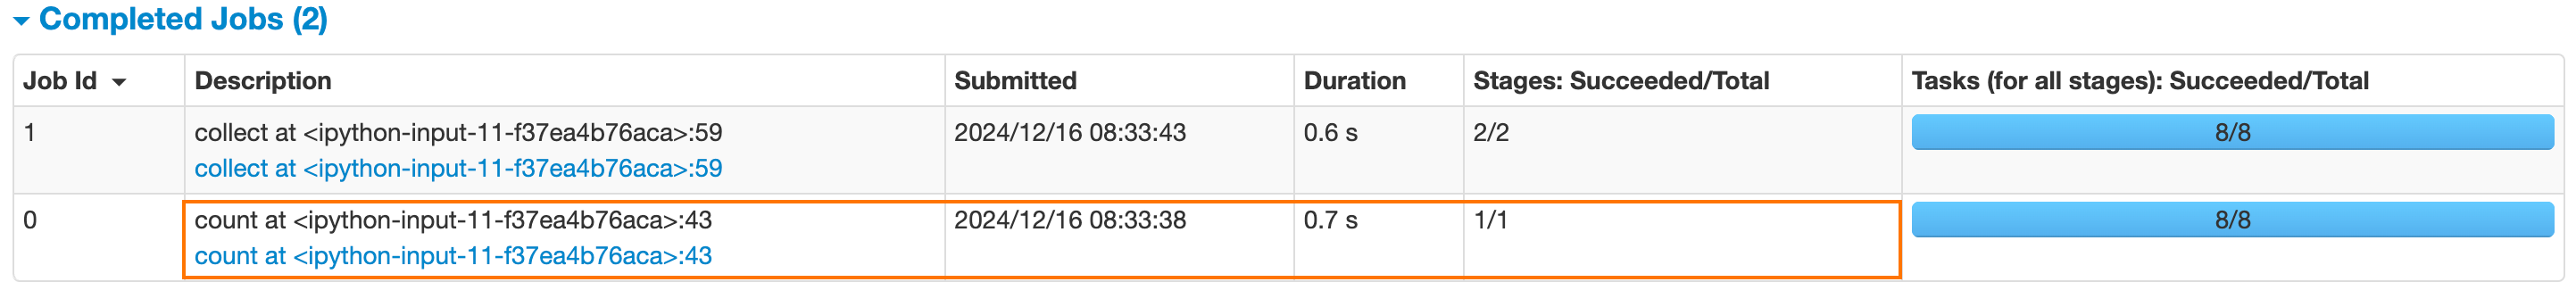 Completed Jobs (2)
Job Id Description Submitted Duration Stages: Succeeded/Total Tasks (for all stages): Succeeded/Total
1 collect at <ipython-input-11-f37ea4b76aca>:59 2024/12/16 08:33:43 0.6 s 2/2 8/8
collect at <ipython-input-11-f37ea4b76aca>:59
0 count at <ipython-input-11-f37ea4b76aca>:43 2024/12/16 08:33:38 0.7 s 1/1 8/8
count at <ipython-input-11-f37ea4b76aca>:43